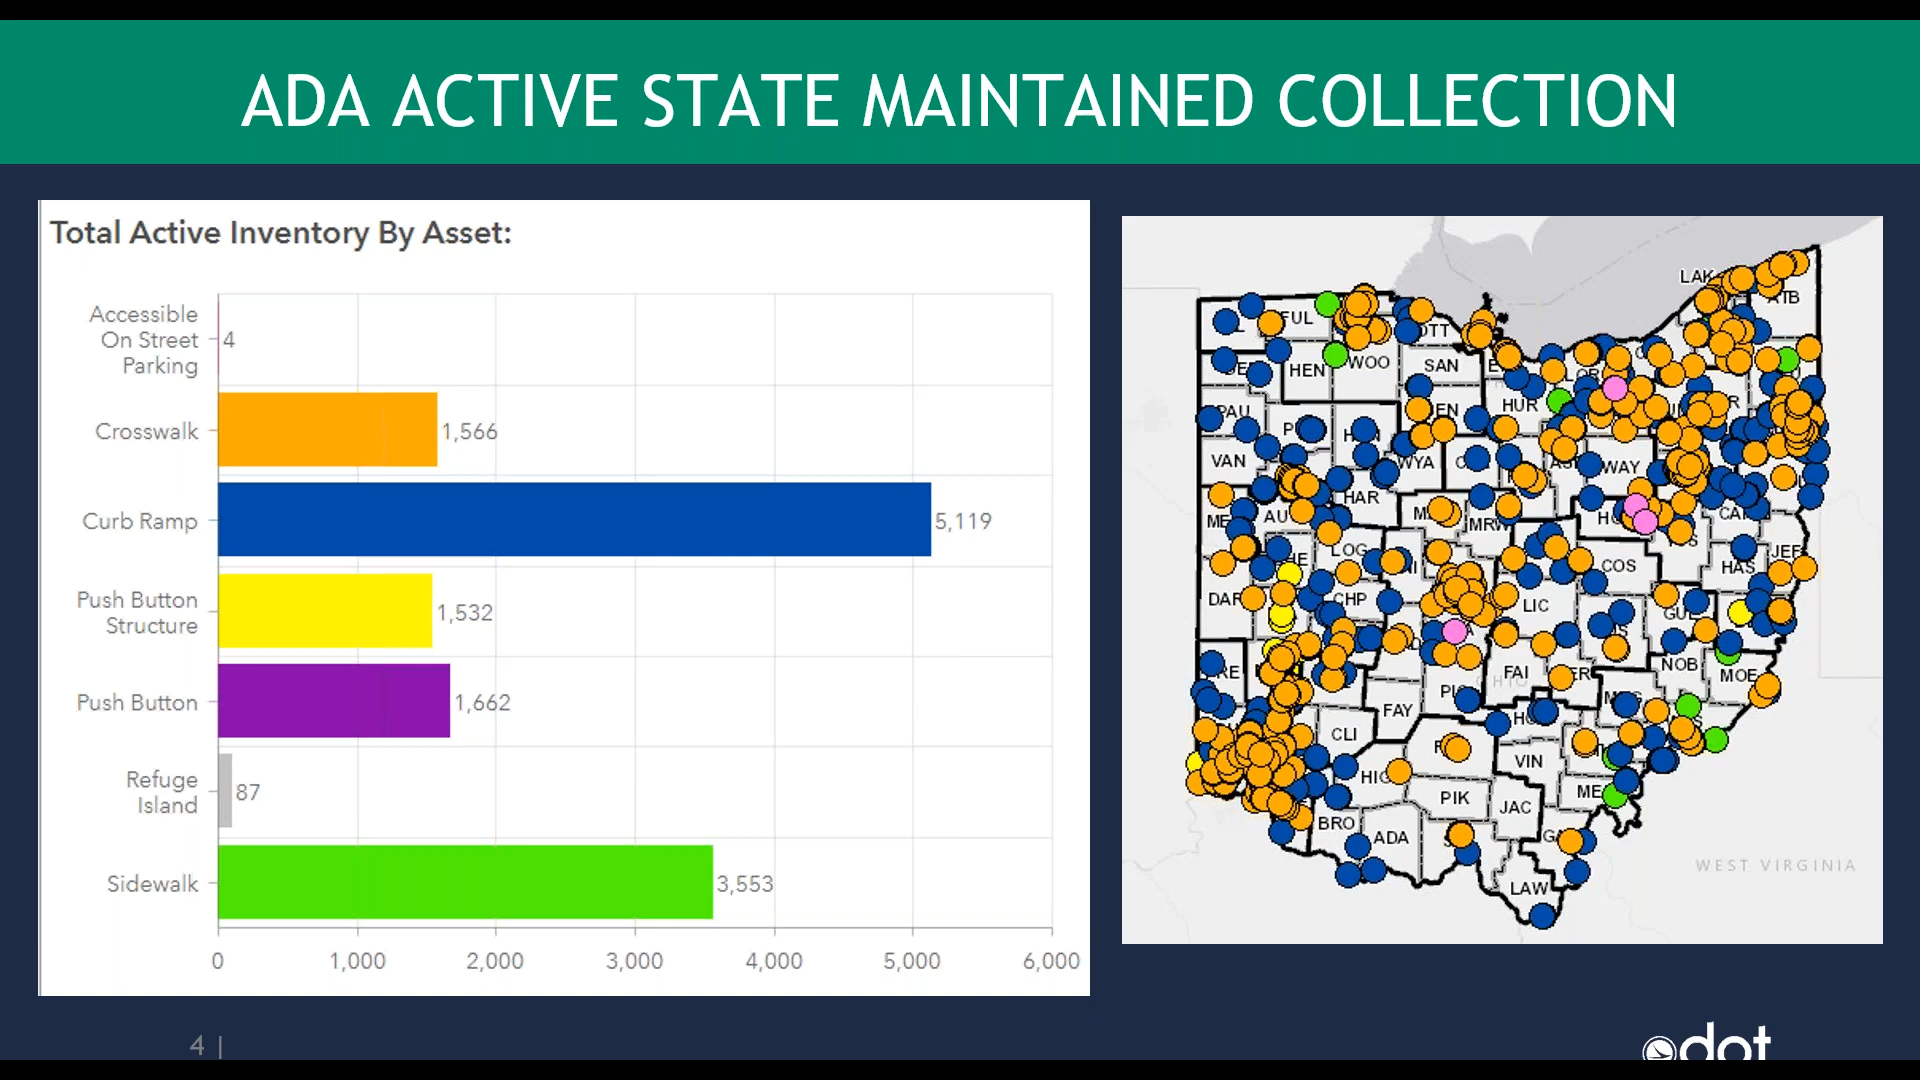 ADA ACTIVE STATE MAINTAINED COLLECTION
Total Active Inventory By Asset:
Accessible
On Street
Parking
4
Crosswalk
1,566
Curb Ramp
5,119
Push Button
Structure
1,532
Push Button
1,662
Refuge
Island
87
Sidewalk
3,553
0
1,000
2,000
3,000
4,000
5,000
6,000
LAK
ATB
FUL
OTT
WOO
SAN
HEN
LOR
HUR
PAU
VAN
WYA
WAY
HAR
AU
MRW
LOG
COS
JEF
HAS
DAR
CHP
LIC
GUE
NOB
FAI
MOE
OHIO
FAY
CLI
VIN
HIG
PIK
JAC
BRO
ADA
LAW
WEST VIRGINIA
4 |
odot